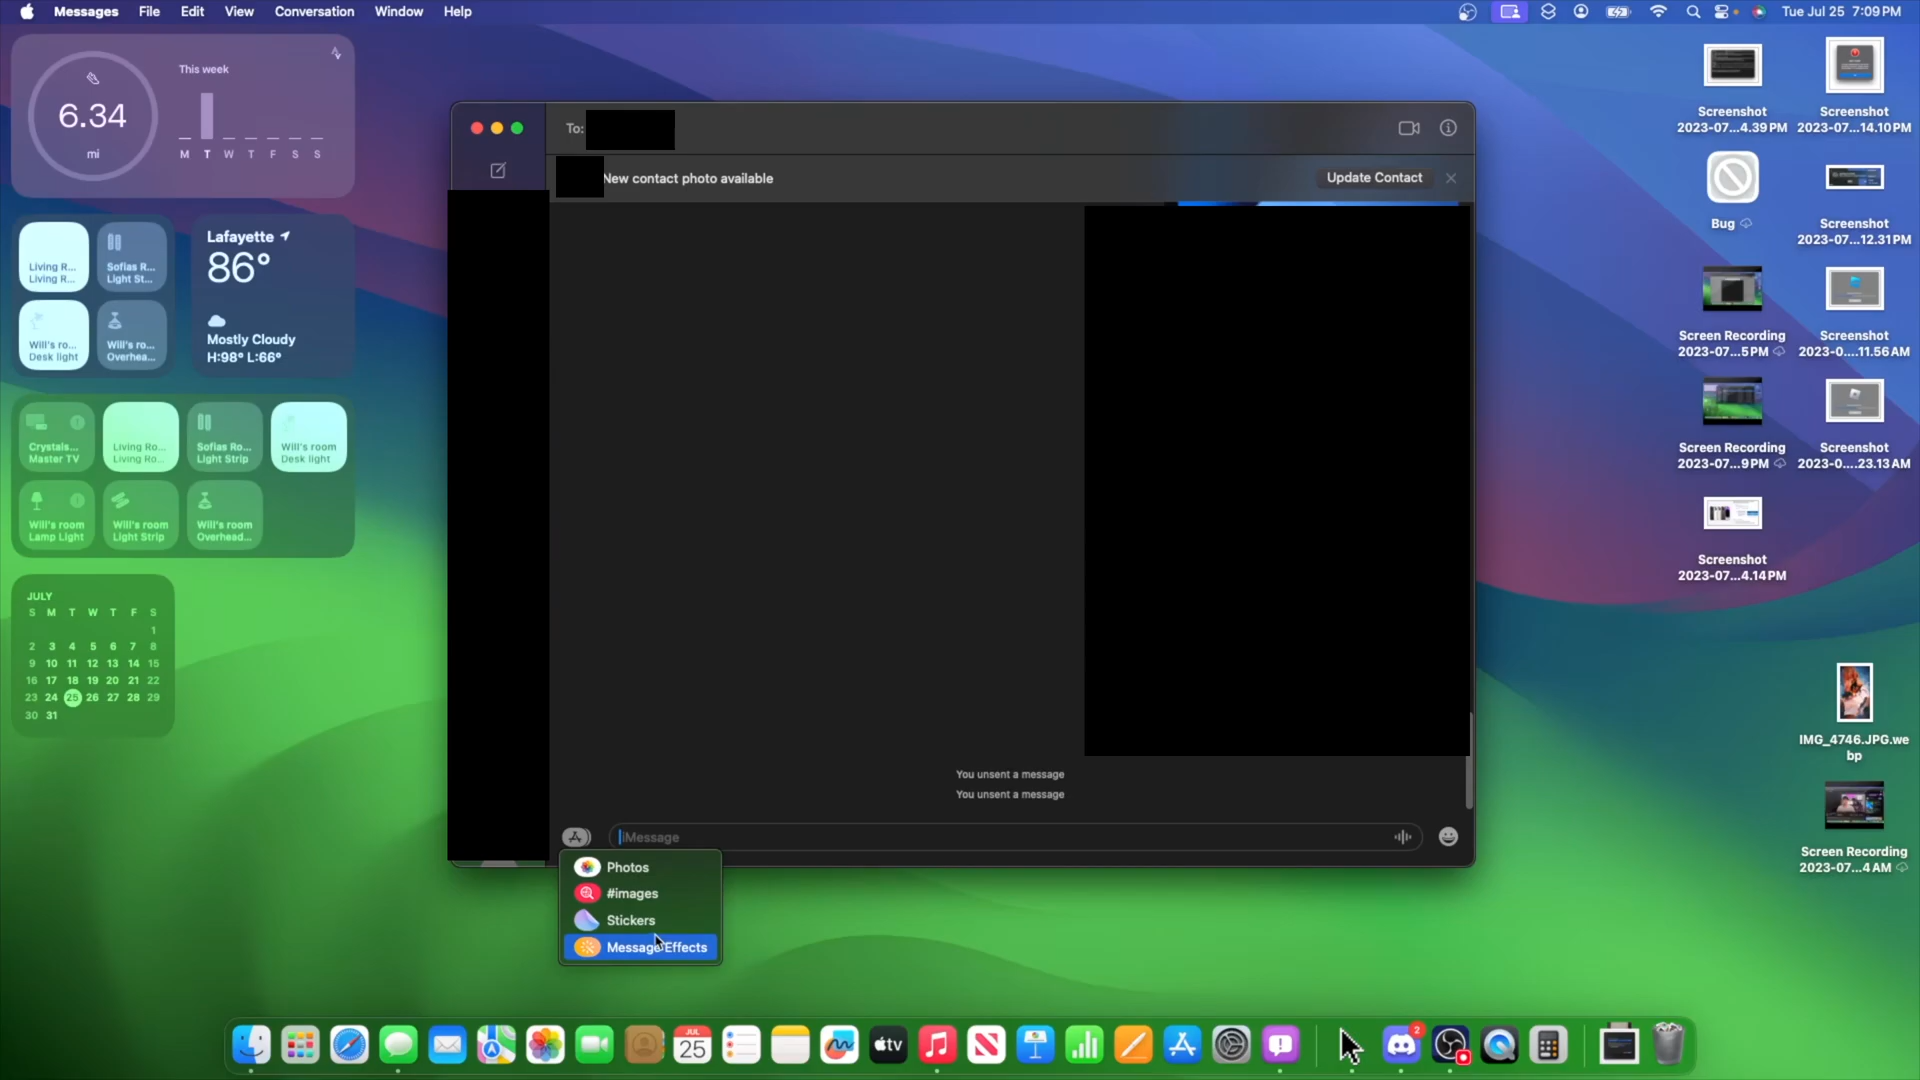 Messages File Edit View Conversation Window Help
Tue Jul 25 7:09 PM
This week
6.34
mi
M T W T F S S
Living R...
Living R...
Sofias R...
Light St...
Will's ro...
Desk light
Will's ro...
Overhea...
Lafayette
86°
Mostly Cloudy
H:98° L:66°
Crystals...
Master TV
Living Ro...
Living Ro...
Sofias Ro...
Light Strip
Will's room
Desk light
Will's room
Lamp Light
Will's room
Light Strip
Will's room
Overhead...
JULY
S M T W T F S
1
2 3 4 5 6 7 8
9 10 11 12 13 14 15
16 17 18 19 20 21 22
23 24 25 26 27 28 29
30 31
To:
New contact photo available
Update Contact
You unsent a message
You unsent a message
iMessage
Photos
#images
Stickers
Message Effects
Screenshot
2023-07...4.39 PM
Screenshot
2023-07...14.10 PM
Bug
Screenshot
2023-07...12.31 PM
Screen Recording
2023-07...5 PM
Screenshot
2023-0....11.56 AM
Screen Recording
2023-07...9 PM
Screenshot
2023-0....23.13 AM
Screenshot
2023-07...4.14 PM
IMG_4746.JPG.we
bp
Screen Recording
2023-07...4 AM
JUL
25
tv
2